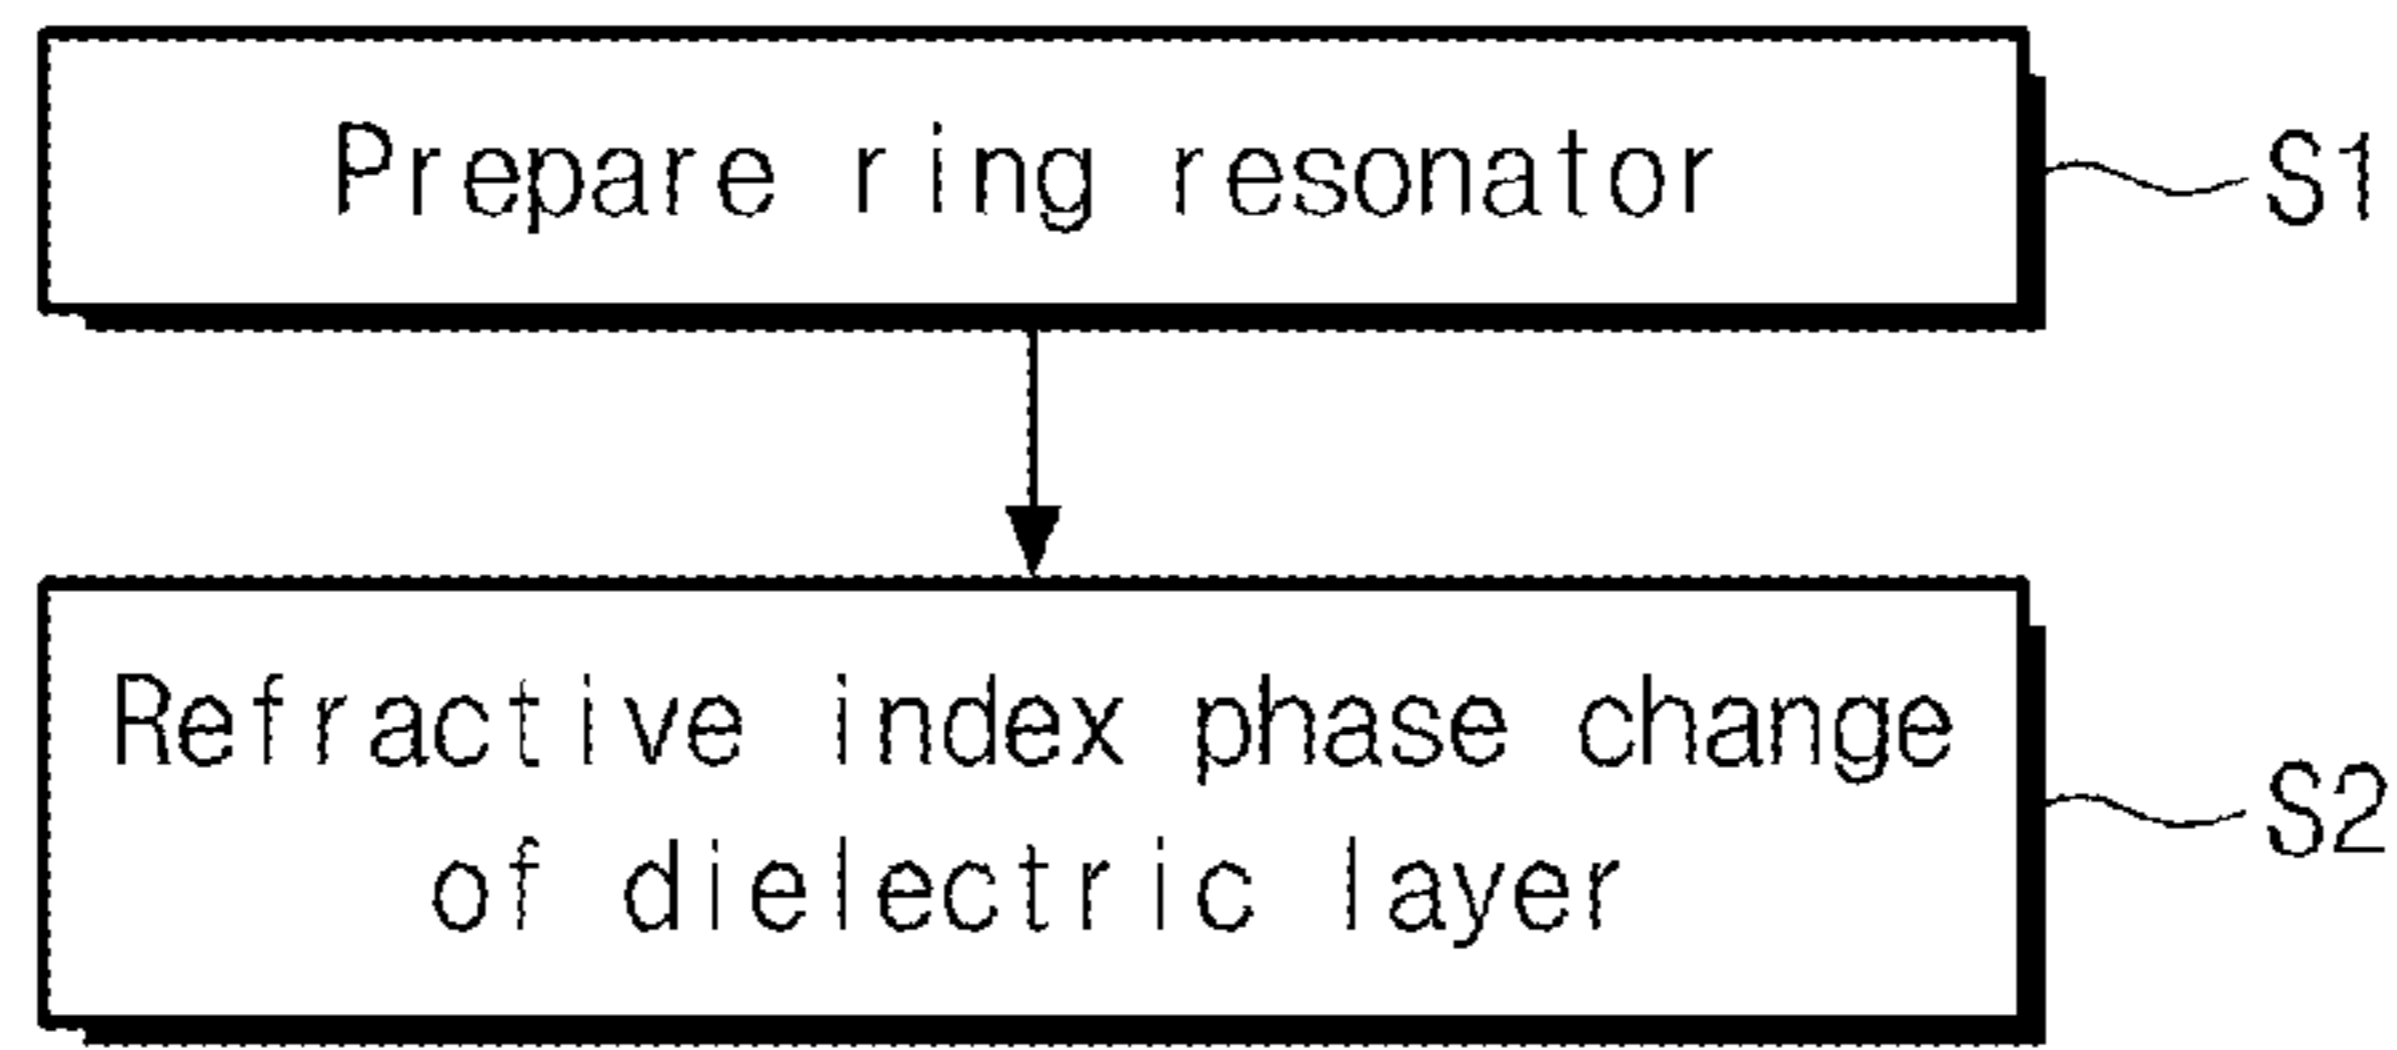 Prepare ring resonator
S1
Refractive index phase change
of dielectric layer
S2